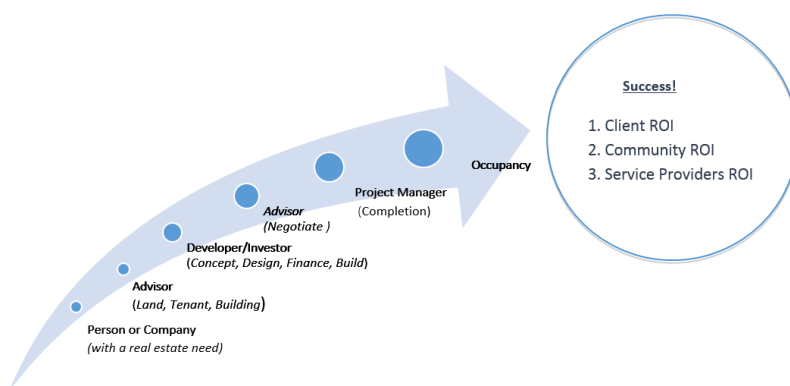 Success!
1. Client ROI
2. Community ROI
3. Service Providers ROI
Occupancy
Project Manager
(Completion)
Advisor
(Negotiate )
Developer/Investor
(Concept, Design, Finance, Build)
Advisor
(Land, Tenant, Building)
Person or Company
(with a real estate need)